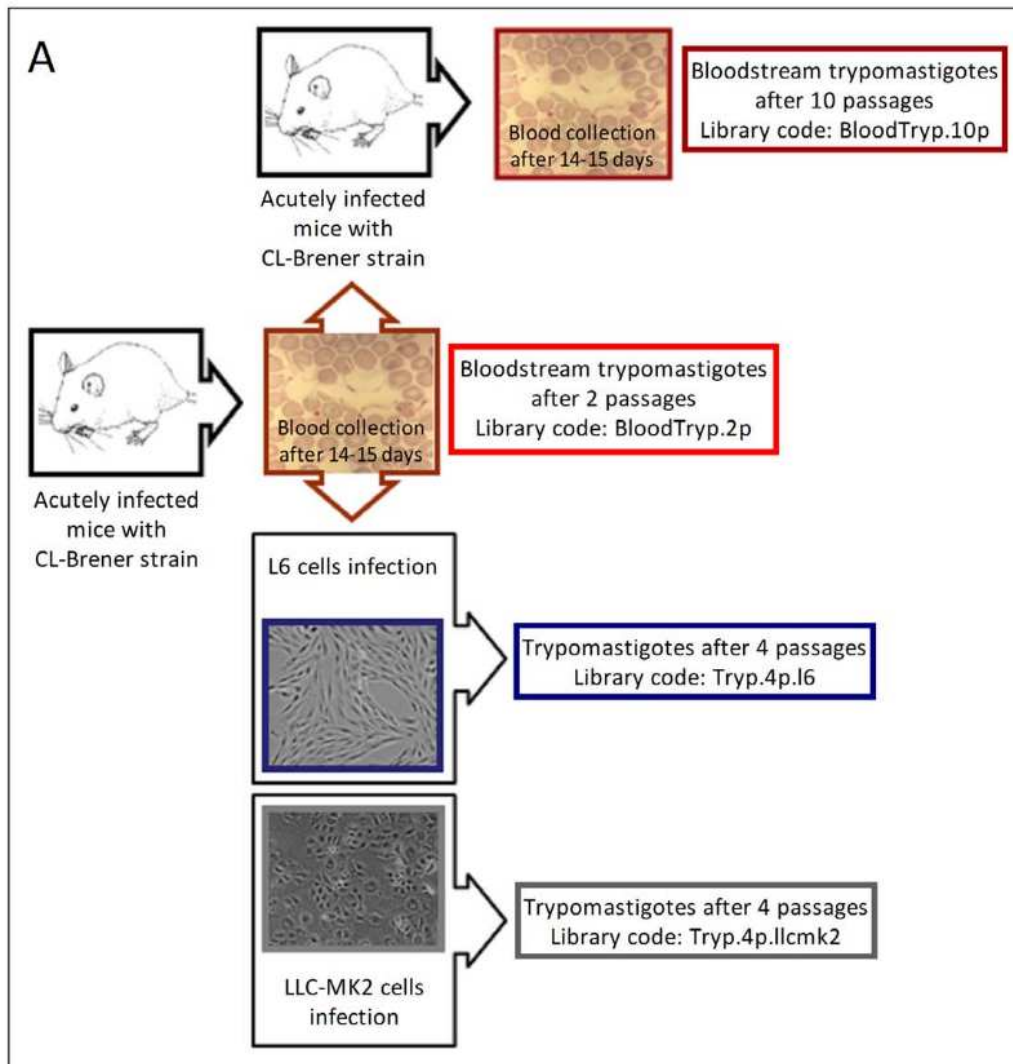 A
Blood collection
after 14-15 days
Bloodstream trypomastigotes
after 10 passages
Library code: BloodTryp.10p
Acutely infected
mice with
CL-Brener strain
Blood collection
after 14-15 days
Bloodstream trypomastigotes
after 2 passages
Library code: BloodTryp.2p
Acutely infected
mice with
CL-Brener strain
L6 cells infection
Trypomastigotes after 4 passages
Library code: Tryp.4p.l6
Trypomastigotes after 4 passages
Library code: Tryp.4p.llcmk2
LLC-MK2 cells
infection